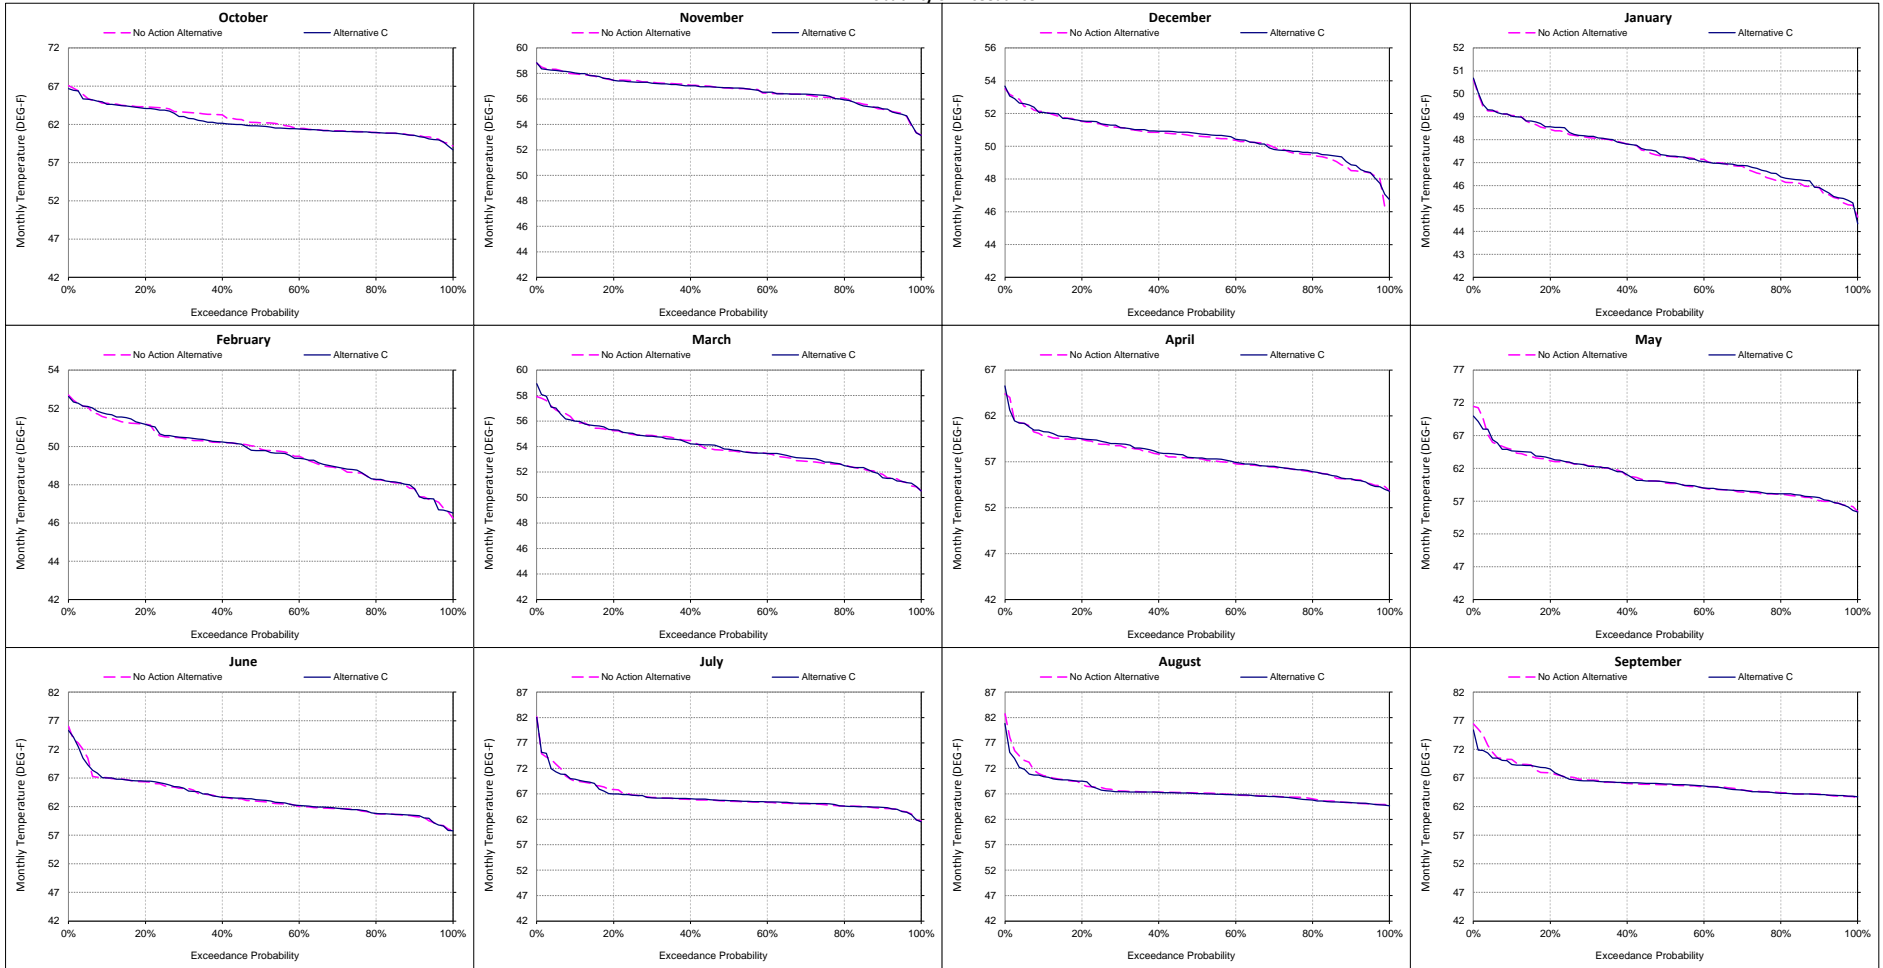 October
No Action Alternative Alternative C
Monthly Temperature (DEG-F)
72
67
62
57
52
47
42
0% 20% 40% 60% 80% 100%
Exceedance Probability
November
No Action Alternative Alternative C
Monthly Temperature (DEG-F)
60
58
56
54
52
50
48
46
44
42
0% 20% 40% 60% 80% 100%
Exceedance Probability
December
No Action Alternative Alternative C
Monthly Temperature (DEG-F)
56
54
52
50
48
46
44
42
0% 20% 40% 60% 80% 100%
Exceedance Probability
January
No Action Alternative Alternative C
Monthly Temperature (DEG-F)
52
51
50
49
48
47
46
45
44
43
42
0% 20% 40% 60% 80% 100%
Exceedance Probability
February
No Action Alternative Alternative C
Monthly Temperature (DEG-F)
54
52
50
48
46
44
42
0% 20% 40% 60% 80% 100%
Exceedance Probability
March
No Action Alternative Alternative C
Monthly Temperature (DEG-F)
60
58
56
54
52
50
48
46
44
42
0% 20% 40% 60% 80% 100%
Exceedance Probability
April
No Action Alternative Alternative C
Monthly Temperature (DEG-F)
67
62
57
52
47
42
0% 20% 40% 60% 80% 100%
Exceedance Probability
May
No Action Alternative Alternative C
Monthly Temperature (DEG-F)
77
72
67
62
57
52
47
42
0% 20% 40% 60% 80% 100%
Exceedance Probability
June
No Action Alternative Alternative C
Monthly Temperature (DEG-F)
82
77
72
67
62
57
52
47
42
0% 20% 40% 60% 80% 100%
Exceedance Probability
July
No Action Alternative Alternative C
Monthly Temperature (DEG-F)
87
82
77
72
67
62
57
52
47
42
0% 20% 40% 60% 80% 100%
Exceedance Probability
August
No Action Alternative Alternative C
Monthly Temperature (DEG-F)
87
82
77
72
67
62
57
52
47
42
0% 20% 40% 60% 80% 100%
Exceedance Probability
September
No Action Alternative Alternative C
Monthly Temperature (DEG-F)
82
77
72
67
62
57
52
47
42
0% 20% 40% 60% 80% 100%
Exceedance Probability